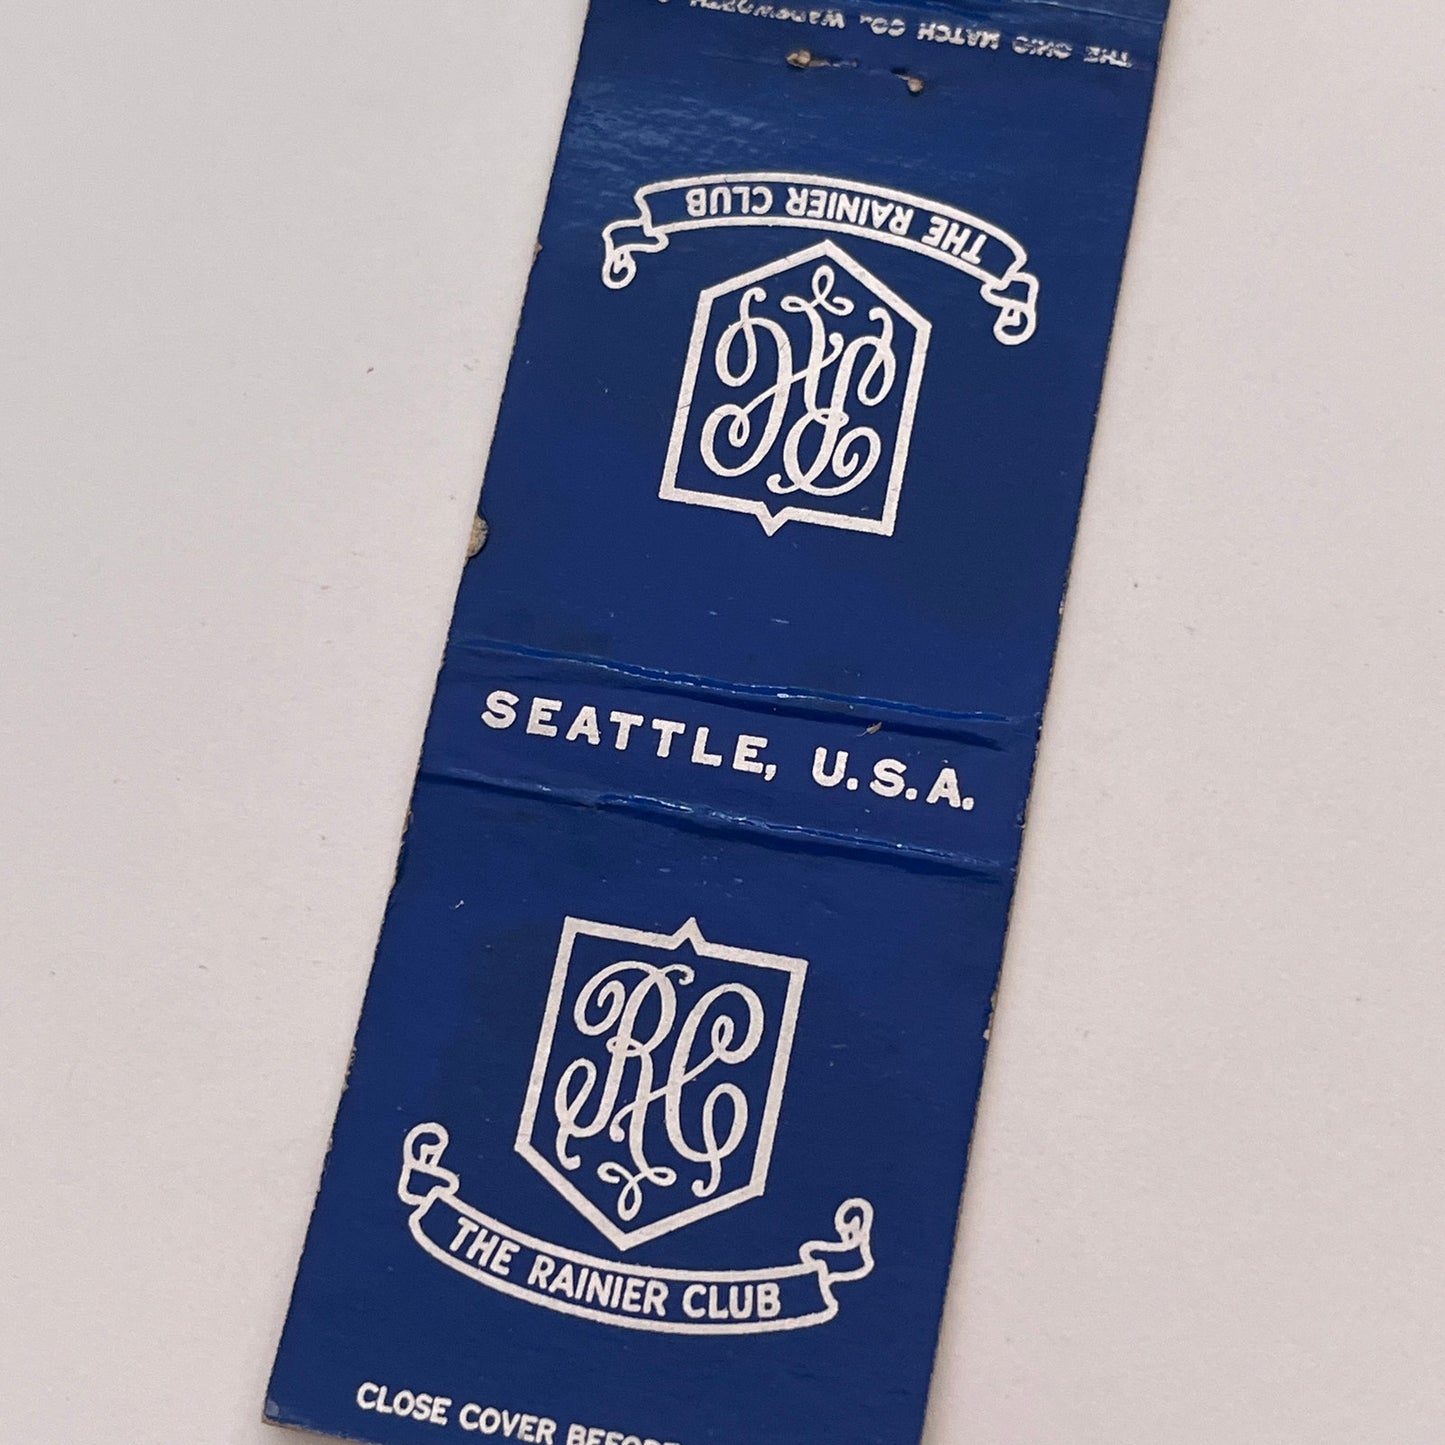 THE OHIO MATCH CO., WADSWORTH,
THE RAINIER CLUB
RC
SEATTLE, U.S.A.
RC
THE RAINIER CLUB
CLOSE COVER BEFORE